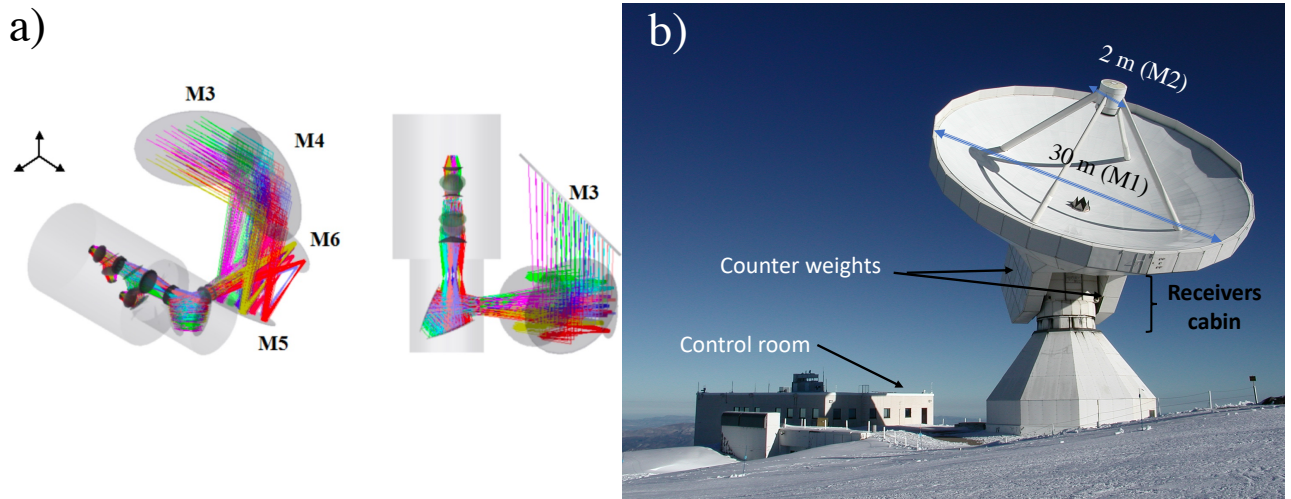 a)
M3
M4
M6
M5
M3
b)
2 m (M2)
30 m (M1)
Counter weights
Receivers
cabin
Control room